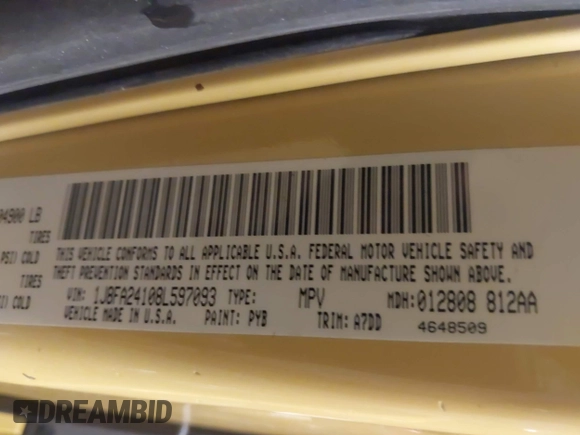 04900 LB
TIRES
PSI) COLD
TIRES
SI) COLD
THIS VEHICLE CONFORMS TO ALL APPLICABLE U.S.A. FEDERAL MOTOR VEHICLE SAFETY AND
THEFT PREVENTION STANDARDS IN EFFECT ON THE DATE OF MANUFACTURE SHOWN ABOVE.
VIN: 1J8FA24108L597093 TYPE: MPV MDH:012808 812AA
VEHICLE MADE IN U.S.A. PAINT: PYB TRIM: A7DD 4648509
DREAMBID